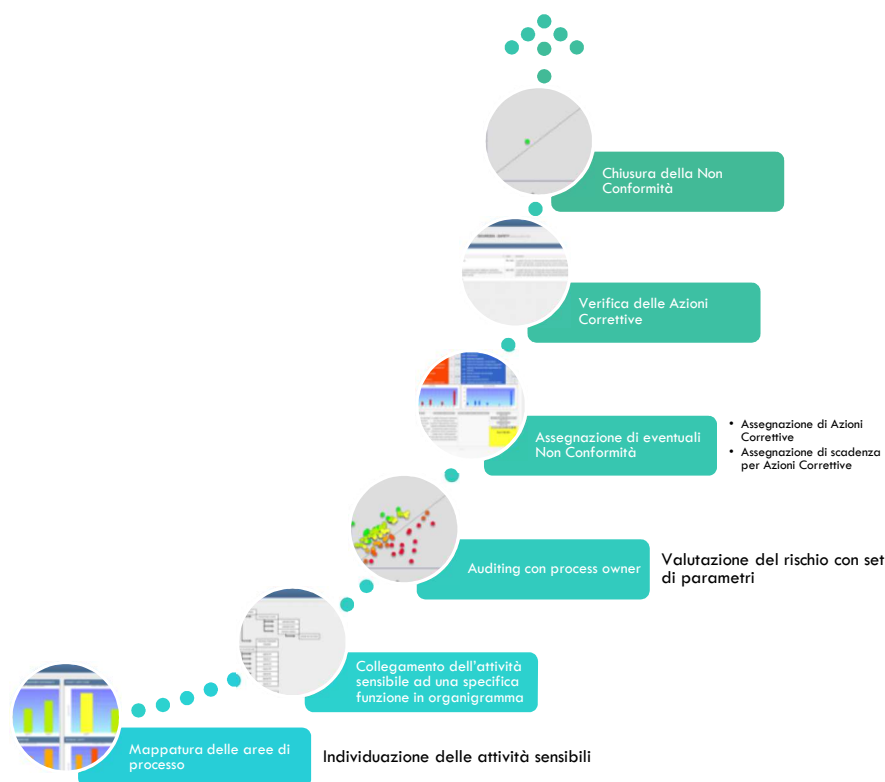 Chiusura della Non
Conformità
Verifica delle Azioni
Correttive
Assegnazione di eventuali
Non Conformità
• Assegnazione di Azioni
Correttive
• Assegnazione di scadenza
per Azioni Correttive
Auditing con process owner
Valutazione del rischio con set
di parametri
Collegamento dell'attività
sensibile ad una specifica
funzione in organigramma
Mappatura delle aree di
processo
Individuazione delle attività sensibili